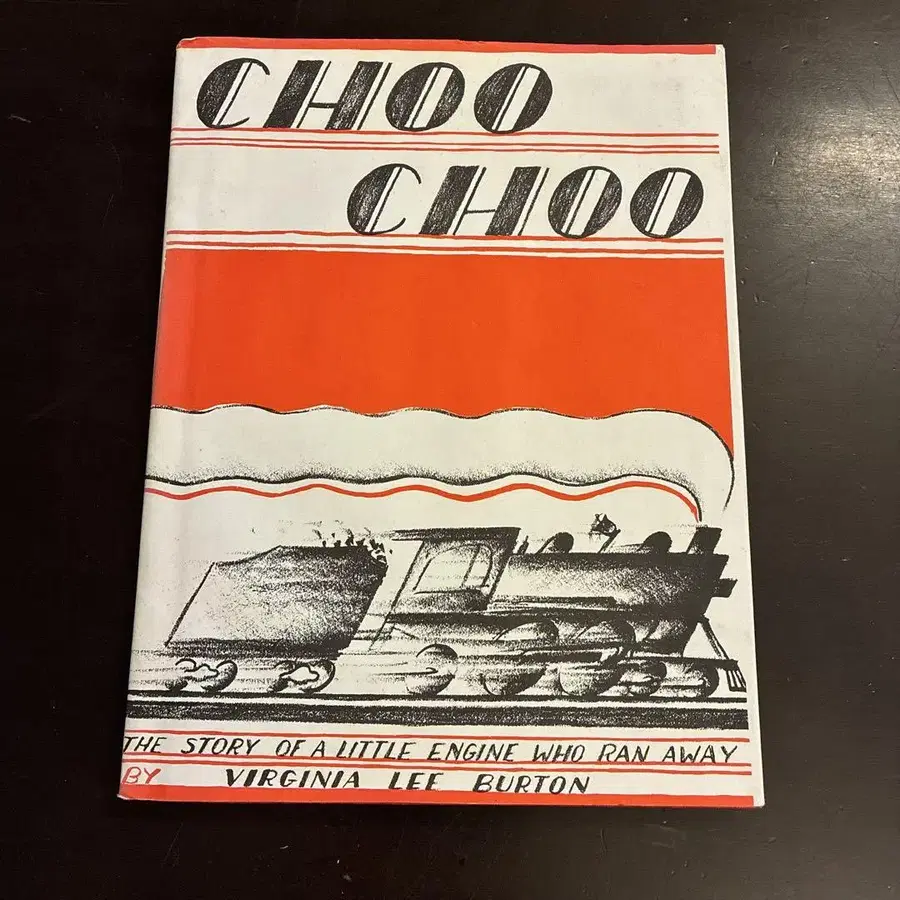 CHOO
CHOO
THE STORY OF A LITTLE ENGINE WHO RAN AWAY
BY VIRGINIA LEE BURTON